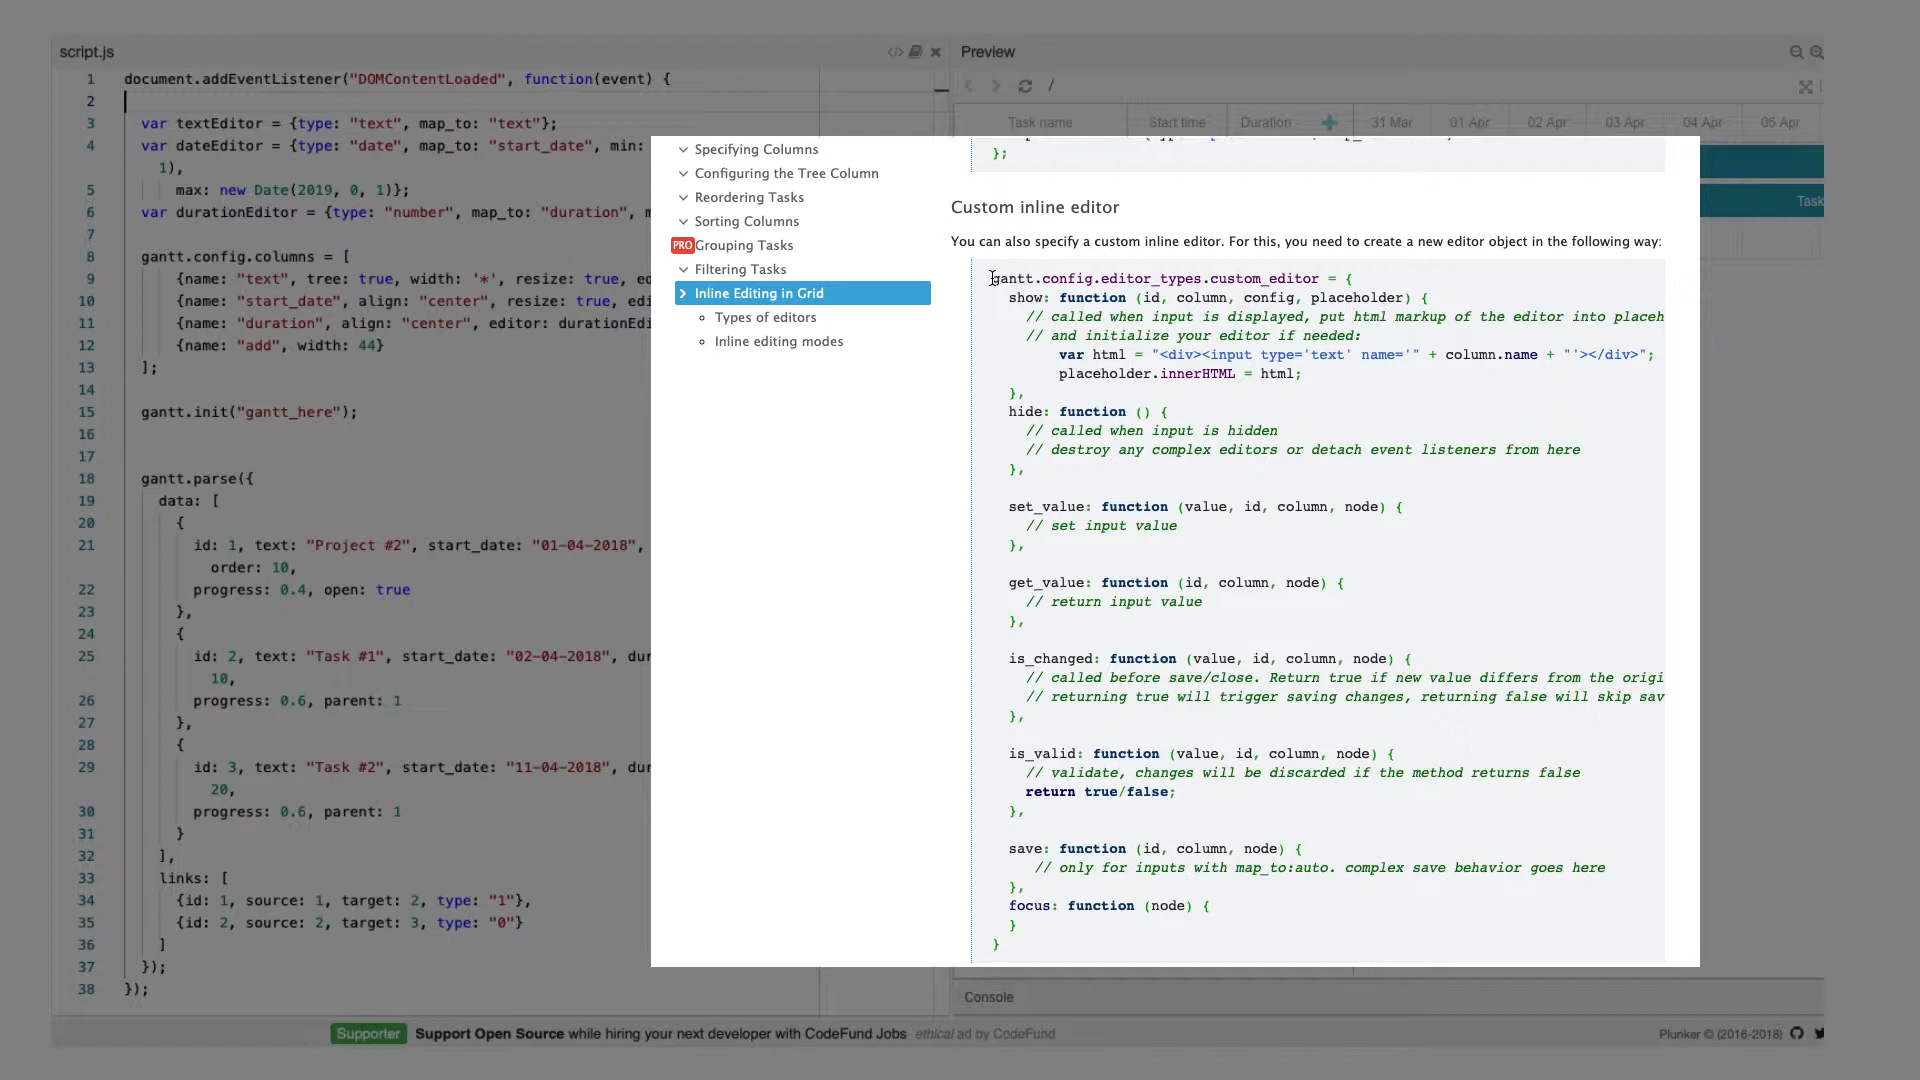 script.js
1 document.addEventListener("DOMContentLoaded", function(event) {
2
3 var textEditor = {type: "text", map_to: "text"};
4 var dateEditor = {type: "date", map_to: "start_date", min:
1),
5 max: new Date(2019, 0, 1)};
6 var durationEditor = {type: "number", map_to: "duration",
7
8 gantt.config.columns = [
9 {name: "text", tree: true, width: '*', resize: true,
10 {name: "start_date", align: "center", resize: true,
11 {name: "duration", align: "center", editor:
12 {name: "add", width: 44}
13 ];
14
15 gantt.init("gantt_here");
16
17
18 gantt.parse({
19 data: [
20 {
21 id: 1, text: "Project #2", start_date: "01-04-2018",
order: 10,
22 progress: 0.4, open: true
23 },
24 {
25 id: 2, text: "Task #1", start_date: "02-04-2018",
10,
26 progress: 0.6, parent: 1
27 },
28 {
29 id: 3, text: "Task #2", start_date: "11-04-2018",
20,
30 progress: 0.6, parent: 1
31 }
32 ],
33 links: [
34 {id: 1, source: 1, target: 2, type: "1"},
35 {id: 2, source: 2, target: 3, type: "0"}
36 ]
37 });
38 });
Preview
/
Task name Start time Duration 31 Mar 01 Apr 02 Apr 03 Apr 04 Apr 05 Apr
Task
Specifying Columns
Configuring the Tree Column
Reordering Tasks
Sorting Columns
PRO Grouping Tasks
Filtering Tasks
Inline Editing in Grid
Types of editors
Inline editing modes
};
Custom inline editor
You can also specify a custom inline editor. For this, you need to create a new editor object in the following way:
gantt.config.editor_types.custom_editor = {
show: function (id, column, config, placeholder) {
// called when input is displayed, put html markup of the editor into
// and initialize your editor if needed:
var html = "<div><input type='text' name='" + column.name + "'></div>";
placeholder.innerHTML = html;
},
hide: function () {
// called when input is hidden
// destroy any complex editors or detach event listeners from here
},
set_value: function (value, id, column, node) {
// set input value
},
get_value: function (id, column, node) {
// return input value
},
is_changed: function (value, id, column, node) {
// called before save/close. Return true if new value differs from the
// returning true will trigger saving changes, returning false will skip
},
is_valid: function (value, id, column, node) {
// validate, changes will be discarded if the method returns false
return true/false;
},
save: function (id, column, node) {
// only for inputs with map_to:auto. complex save behavior goes here
},
focus: function (node) {
}
}
Console
Supporter Support Open Source while hiring your next developer with CodeFund Jobs ethical ad by CodeFund
Plunker © (2016-2018)